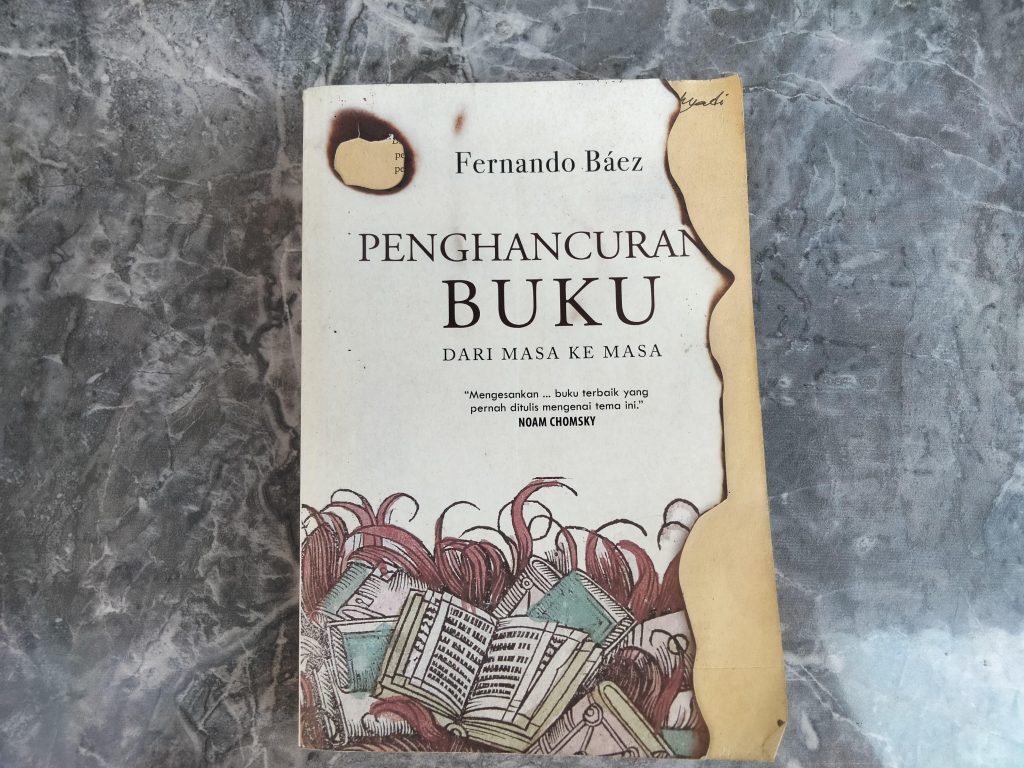 Fernando Báez
PENGHANCURAN
BUKU
DARI MASA KE MASA
“Mengesankan ... buku terbaik yang
pernah ditulis mengenai tema ini.”
NOAM CHOMSKY